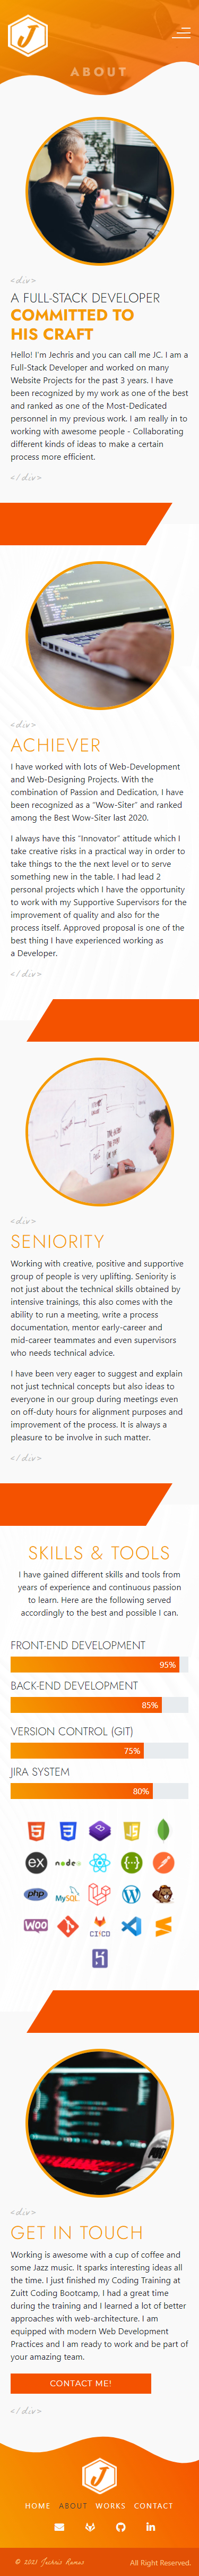 J
ABOUT
<div>
A FULL-STACK DEVELOPER
COMMITTED TO
HIS CRAFT
Hello! I'm Jechris and you can call me JC. I am a
Full-Stack Developer and worked on many
Website Projects for the past 3 years. I have
been recognized by my work as one of the best
and ranked as one of the Most-Dedicated
personnel in my previous work. I am really in to
working with awesome people - Collaborating
different kinds of ideas to make a certain
process more efficient.
</div>
<div>
ACHIEVER
I have worked with lots of Web-Development
and Web-Designing Projects. With the
combination of Passion and Dedication, I have
been recognized as a "Wow-Siter" and ranked
among the Best Wow-Siter last 2020.
I always have this "Innovator" attitude which I
take creative risks in a practical way in order to
take things to the the next level or to serve
something new in the table. I had lead 2
personal projects which I have the opportunity
to work with my Supportive Supervisors for the
improvement of quality and also for the
process itself. Approved proposal is one of the
best thing I have experienced working as
a Developer.
</div>
<div>
SENIORITY
Working with creative, positive and supportive
group of people is very uplifting. Seniority is
not just about the technical skills obtained by
intensive trainings, this also comes with the
ability to run a meeting, write a process
documentation, mentor early-career and
mid-career teammates and even supervisors
who needs technical advice.
I have been very eager to suggest and explain
not just technical concepts but also ideas to
everyone in our group during meetings even
on off-duty hours for alignment purposes and
improvement of the process. It is always a
pleasure to be involve in such matter.
</div>
SKILLS & TOOLS
I have gained different skills and tools from
years of experience and continuous passion
to learn. Here are the following served
accordingly to the best and possible I can.
FRONT-END DEVELOPMENT
95%
BACK-END DEVELOPMENT
85%
VERSION CONTROL (GIT)
75%
JIRA SYSTEM
80%
5 3 B JS
ex node
php MySQL
WOO CI CD
<div>
GET IN TOUCH
Working is awesome with a cup of coffee and
some Jazz music. It sparks interesting ideas all
the time. I just finished my Coding Training at
Zuitt Coding Bootcamp, I had a great time
during the training and I learned a lot of better
approaches with web-architecture. I am
equipped with modern Web Development
Practices and I am ready to work and be part of
your amazing team.
CONTACT ME!
</div>
J
HOME ABOUT WORKS CONTACT
in
© 2021 Jechris Ramas All Right Reserved.